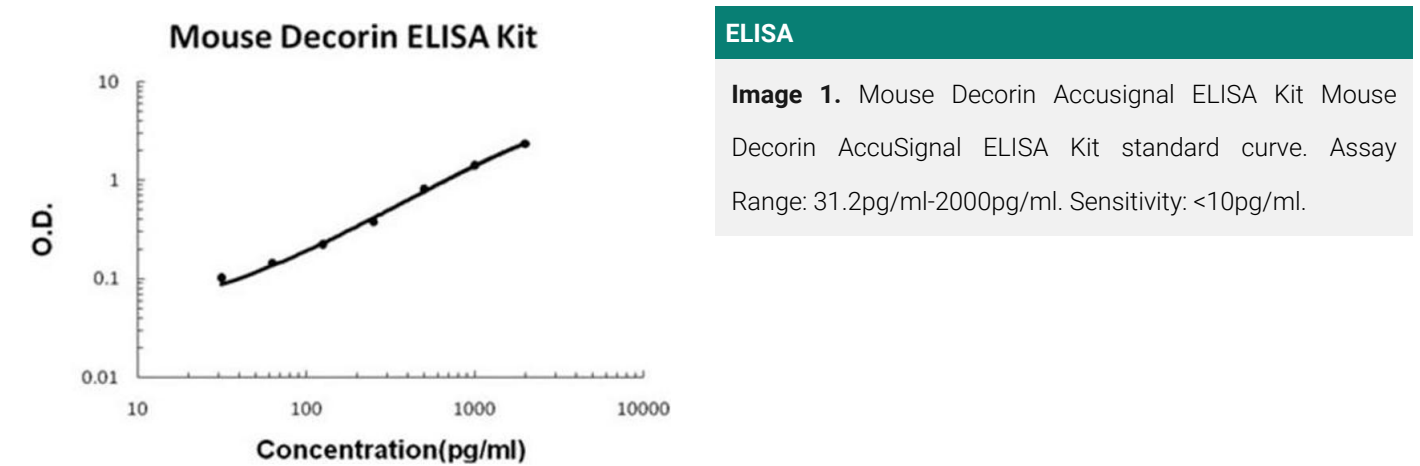 Mouse Decorin ELISA Kit
10
1
0.1
0.01
O.D.
10 100 1000 10000
Concentration(pg/ml)
ELISA
Image 1. Mouse Decorin Accusignal ELISA Kit Mouse
Decorin AccuSignal ELISA Kit standard curve. Assay
Range: 31.2pg/ml-2000pg/ml. Sensitivity: <10pg/ml.